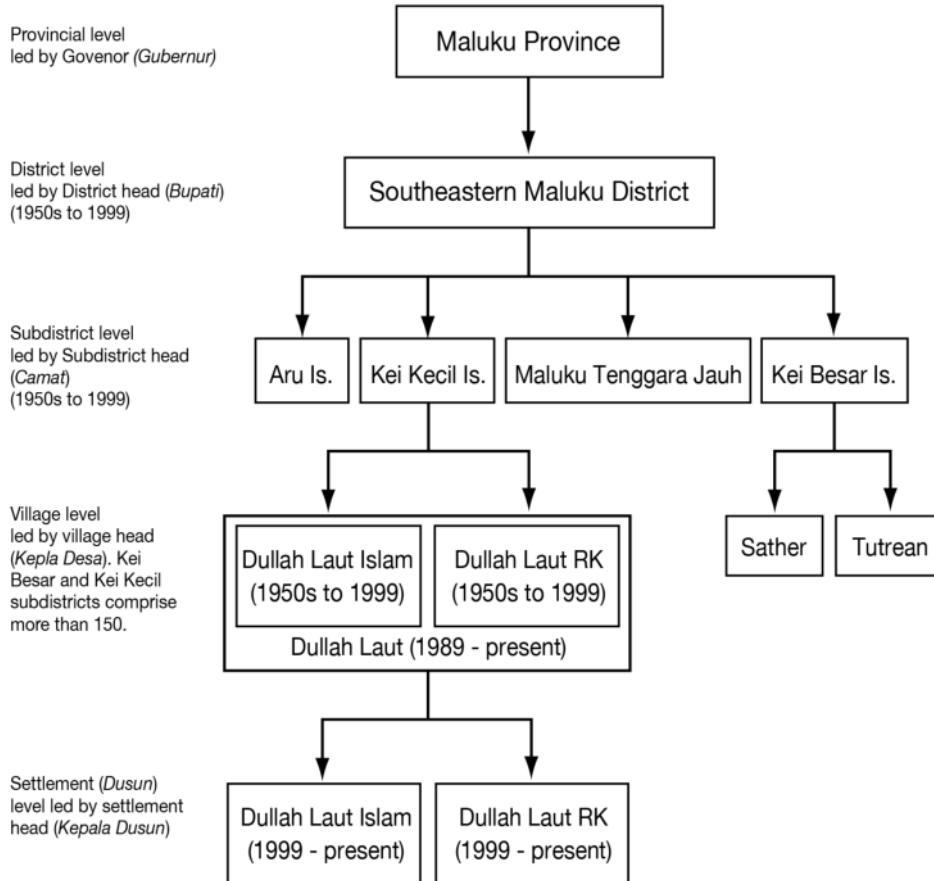 Provincial level
led by Govenor (Gubernur)
Maluku Province
District level
led by District head (Bupati)
(1950s to 1999)
Southeastern Maluku District
Subdistrict level
led by Subdistrict head
(Camat)
(1950s to 1999)
Aru Is.
Kei Kecil Is.
Maluku Tenggara Jauh
Kei Besar Is.
Village level
led by village head
(Kepla Desa). Kei
Besar and Kei Kecil
subdistricts comprise
more than 150.
Dullah Laut Islam
(1950s to 1999)
Dullah Laut RK
(1950s to 1999)
Dullah Laut (1989 - present)
Sather
Tutrean
Settlement (Dusun)
level led by settlement
head (Kepala Dusun)
Dullah Laut Islam
(1999 - present)
Dullah Laut RK
(1999 - present)